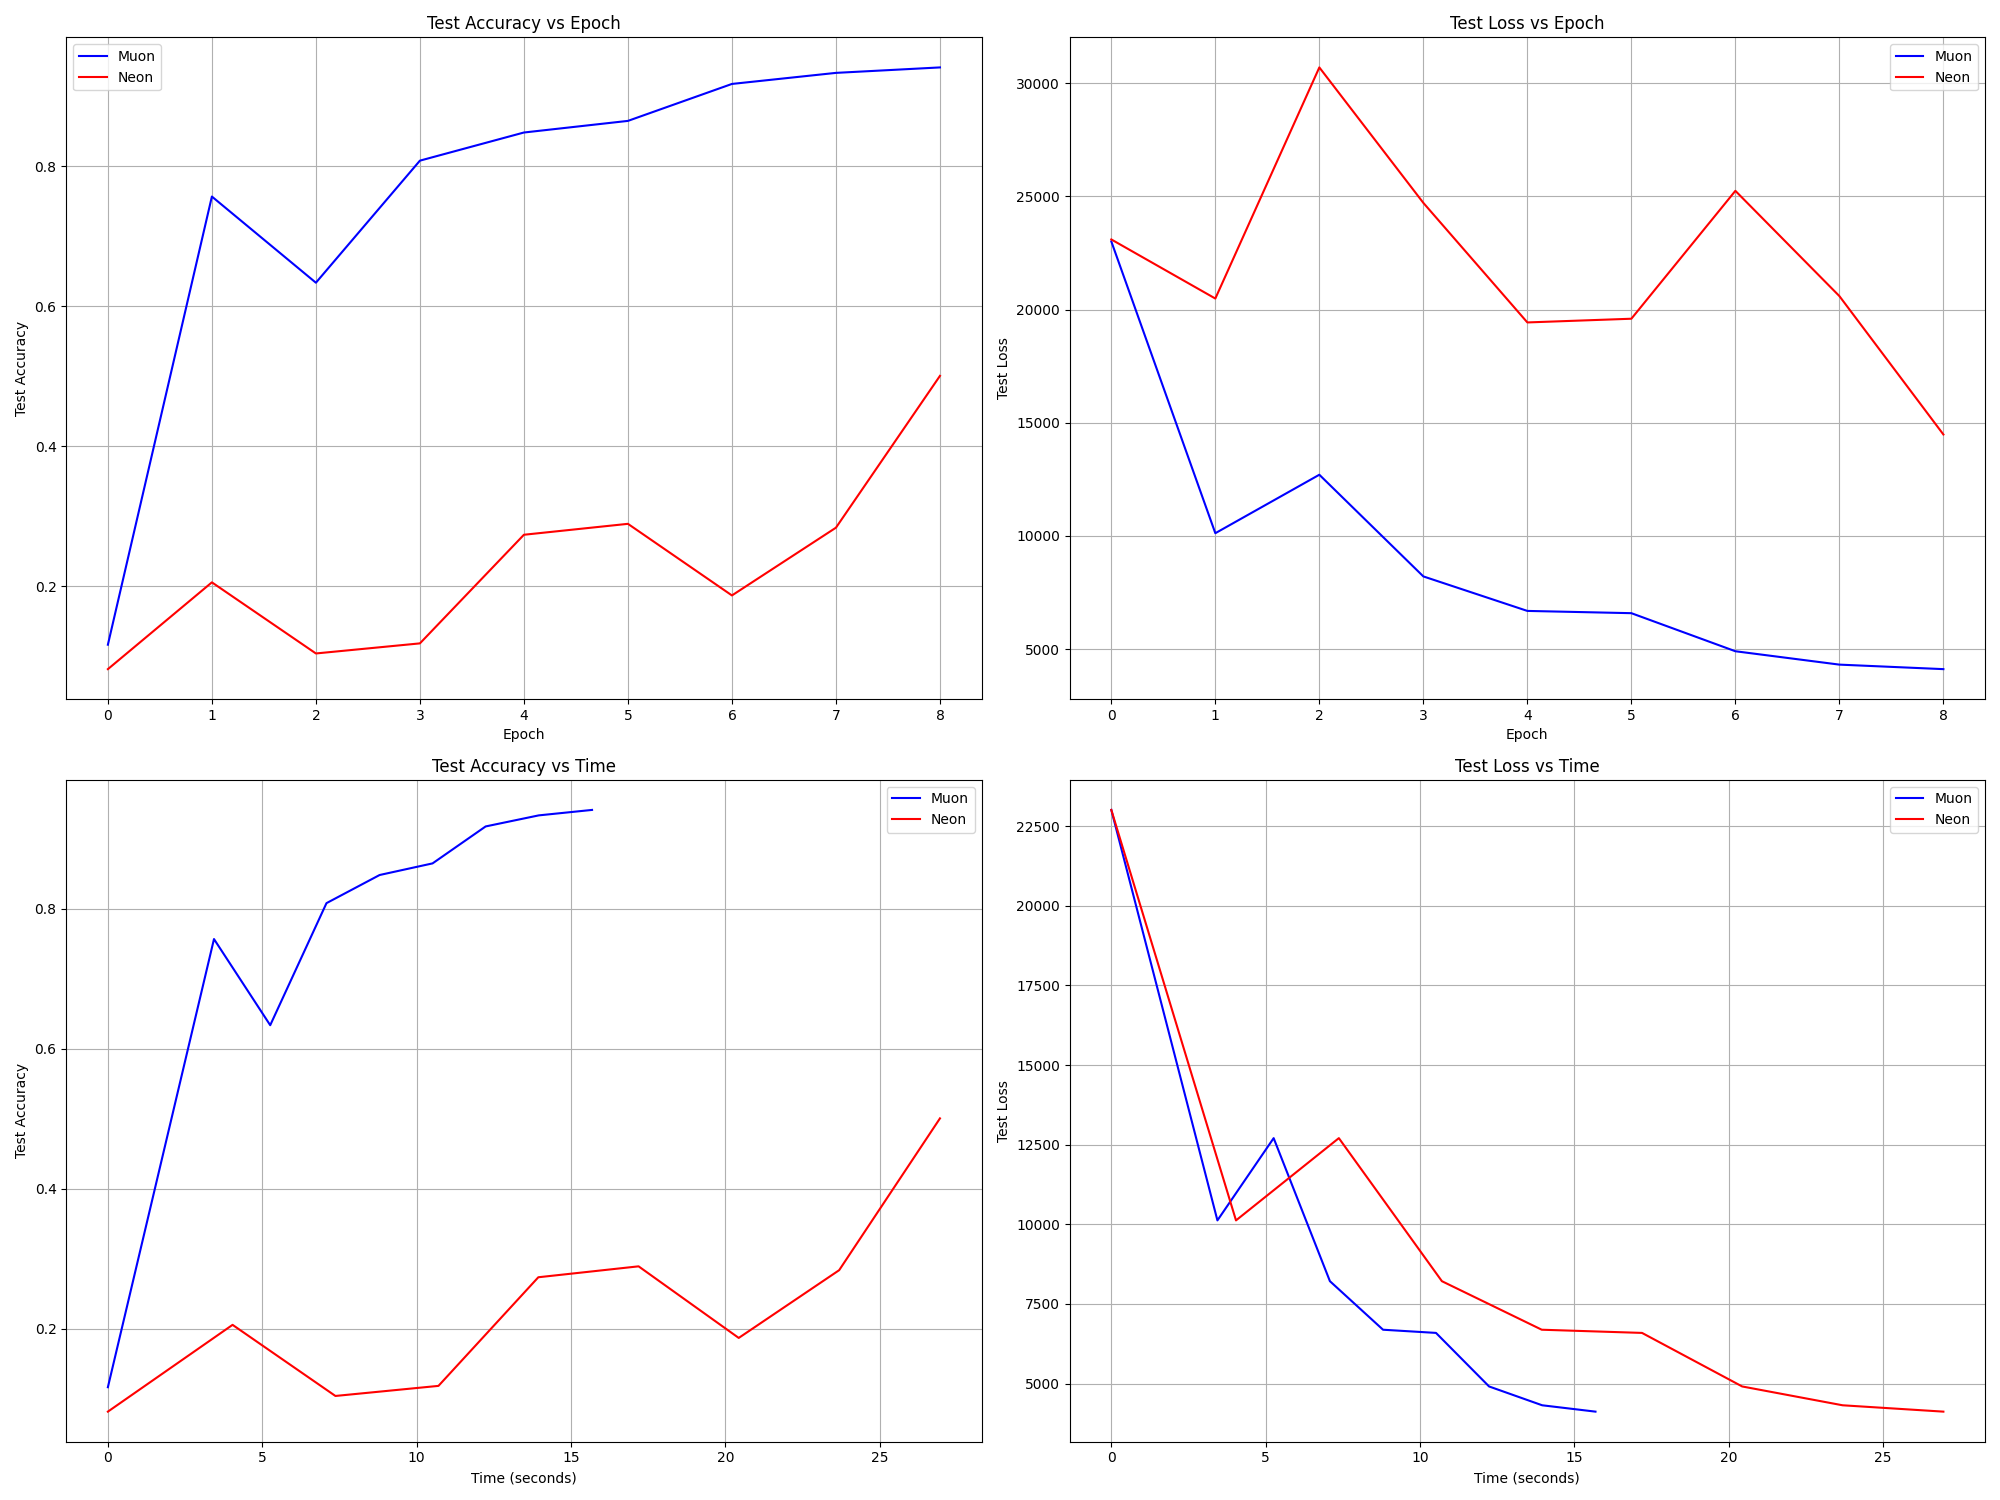 Test Accuracy vs Epoch
Muon
Neon
0.8
0.6
0.4
0.2
Test Accuracy
0 1 2 3 4 5 6 7 8
Epoch
Test Loss vs Epoch
Muon
Neon
30000
25000
20000
15000
10000
5000
Test Loss
0 1 2 3 4 5 6 7 8
Epoch
Test Accuracy vs Time
Muon
Neon
0.8
0.6
0.4
0.2
Test Accuracy
0 5 10 15 20 25
Time (seconds)
Test Loss vs Time
Muon
Neon
22500
20000
17500
15000
12500
10000
7500
5000
Test Loss
0 5 10 15 20 25
Time (seconds)